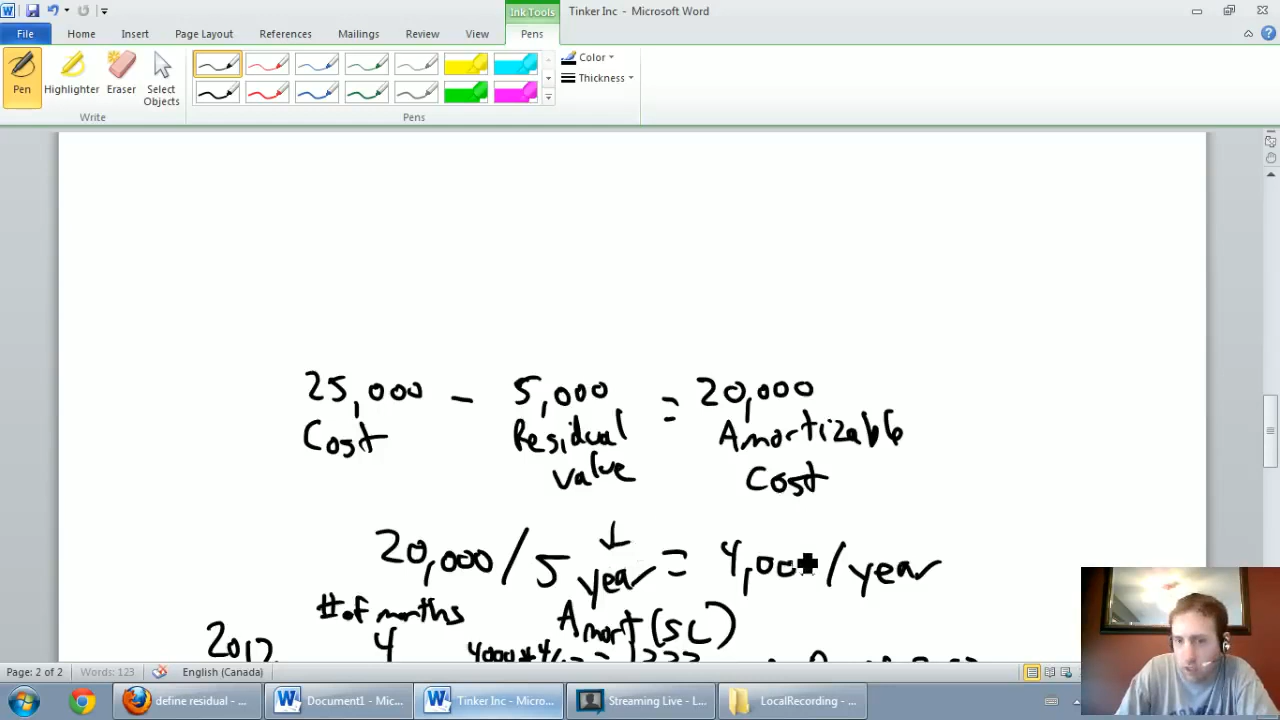 Ink Tools
Tinker Inc - Microsoft Word
File Home Insert Page Layout References Mailings Review View Pens
Color
Thickness
Pen Highlighter Eraser Select Objects
Write Pens
25,000 - 5,000 = 20,000
Cost Residual value Amortizable Cost
20,000 / 5 year = 4,000 / year
# of months Amort (SL)
2012 4
Page: 2 of 2 Words: 123 English (Canada)
define residual - ... Document1 - Mic... Tinker Inc - Micro... Streaming Live - L... LocalRecording - ...